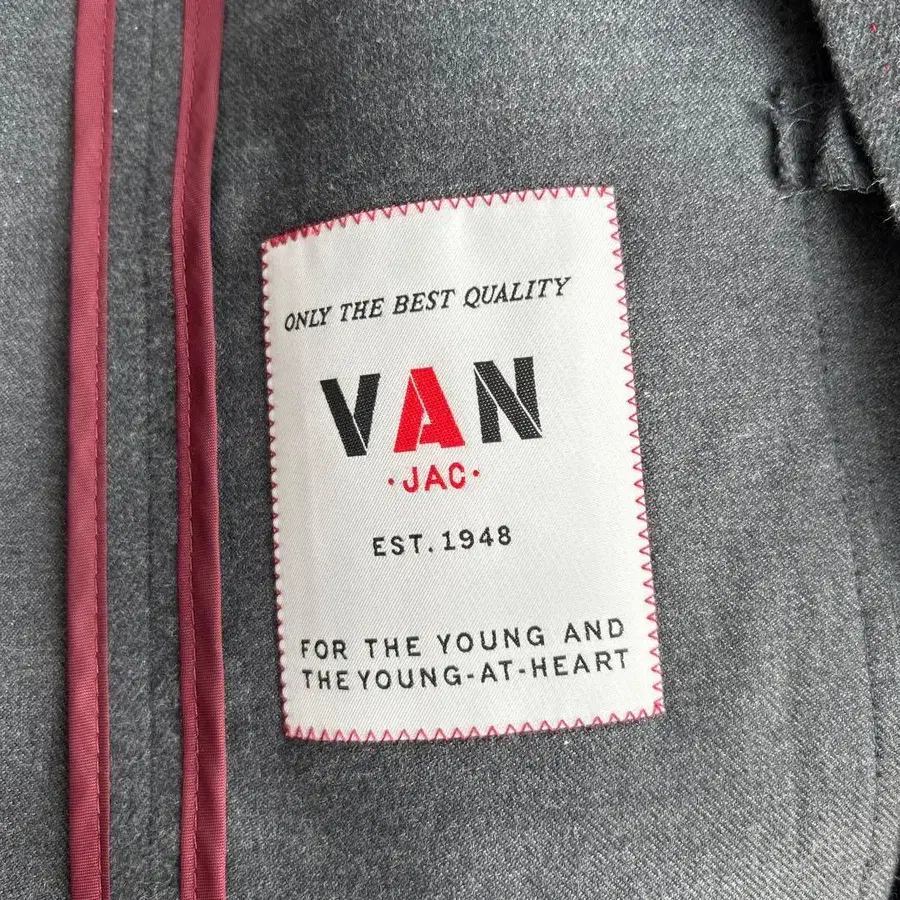 ONLY THE BEST QUALITY
VAN
·JAC·
EST. 1948
FOR THE YOUNG AND
THE YOUNG-AT-HEART